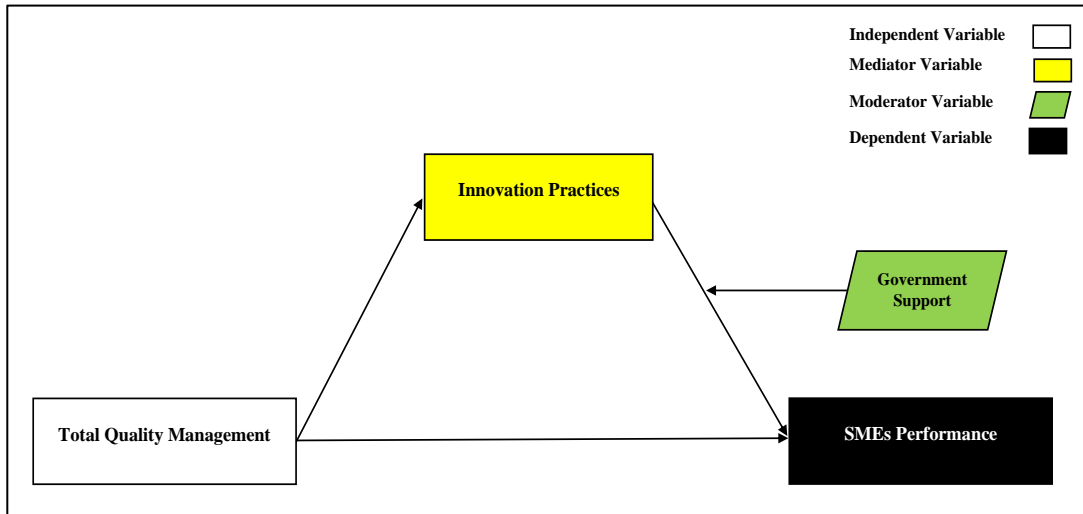 Independent Variable
Mediator Variable
Moderator Variable
Dependent Variable
Innovation Practices
Government
Support
Total Quality Management
SMEs Performance